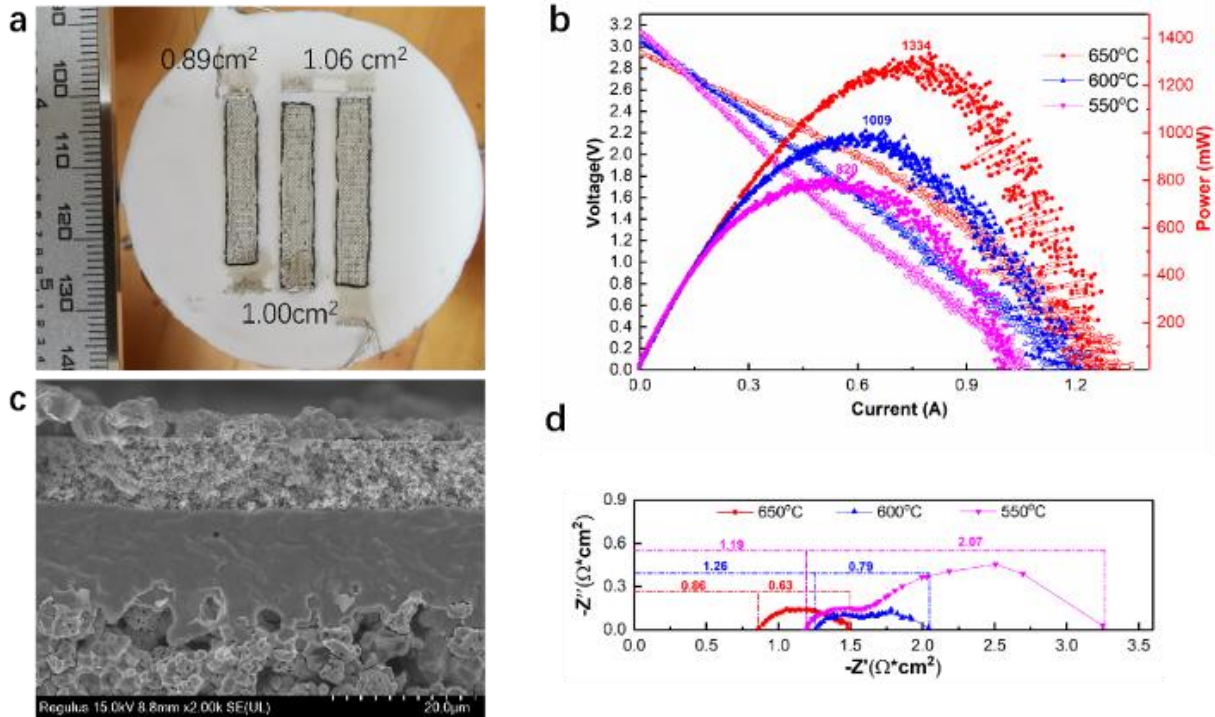 a
0.89cm²
1.06 cm²
1.00cm²
100
110
120
130
4
5
b
Voltage(V)
3.2
3.0
2.8
2.6
2.4
2.2
2.0
1.8
1.6
1.4
1.2
1.0
0.8
0.6
0.4
0.2
0.0
1334
1009
820
650°C
600°C
550°C
1400
1200
1000
800
600
400
200
Power (mW)
0.0 0.3 0.6 0.9 1.2
Current (A)
c
Regulus 15.0kV 8.8mm x2.00k SE(UL) 20.0µm
d
650°C 600°C 550°C
-Z''(Ω*cm2)
0.9
0.6
0.3
0.0
1.19 2.07
1.26 0.79
0.86 0.63
0.0 0.5 1.0 1.5 2.0 2.5 3.0 3.5
-Z'(Ω*cm2)